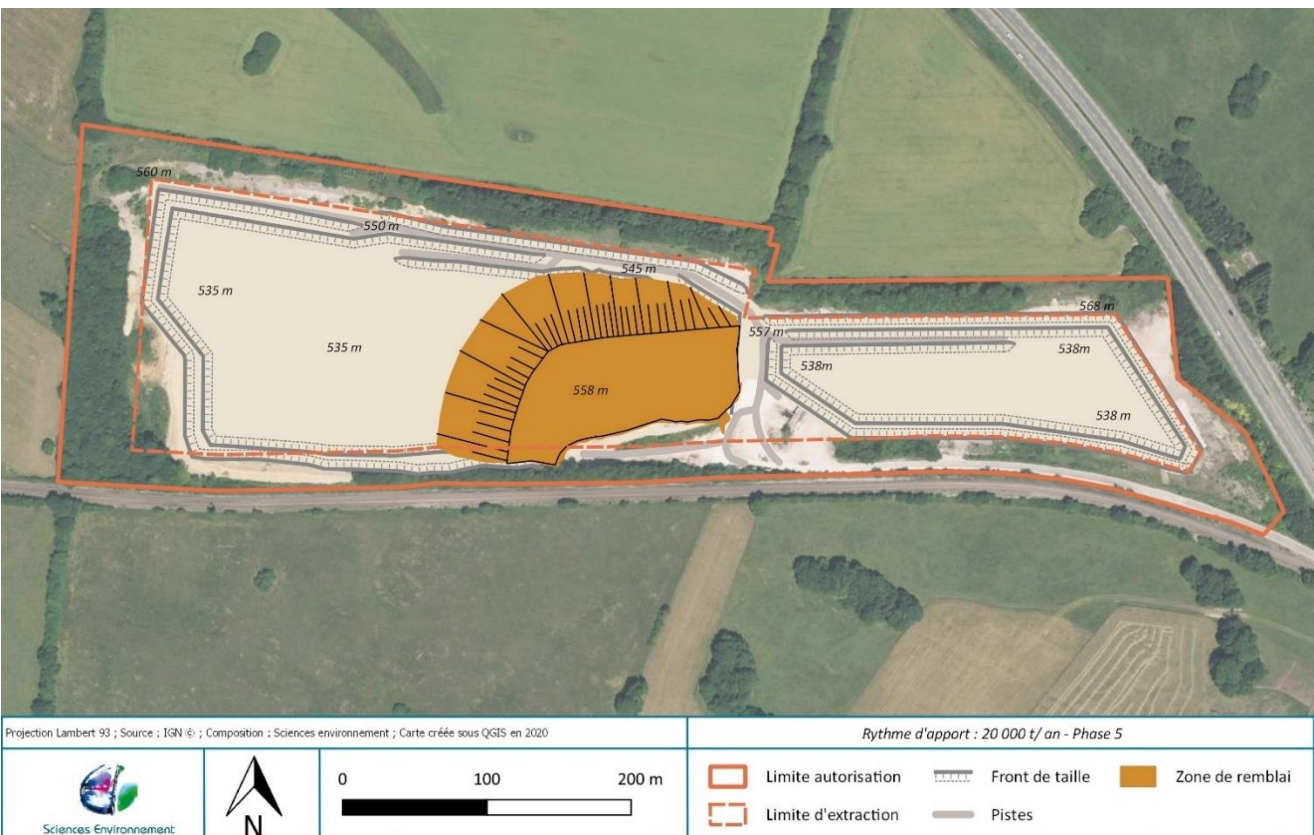 560 m
550 m
545 m
535 m
535 m
558 m
568 m
557 m
538m
538m
538 m
Projection Lambert 93 ; Source : IGN © ; Composition : Sciences environnement ; Carte créée sous QGIS en 2020
Rythme d'apport : 20 000 t/ an - Phase 5
Sciences Environnement
N
0 100 200 m
Limite autorisation
Front de taille
Zone de remblai
Limite d'extraction
Pistes